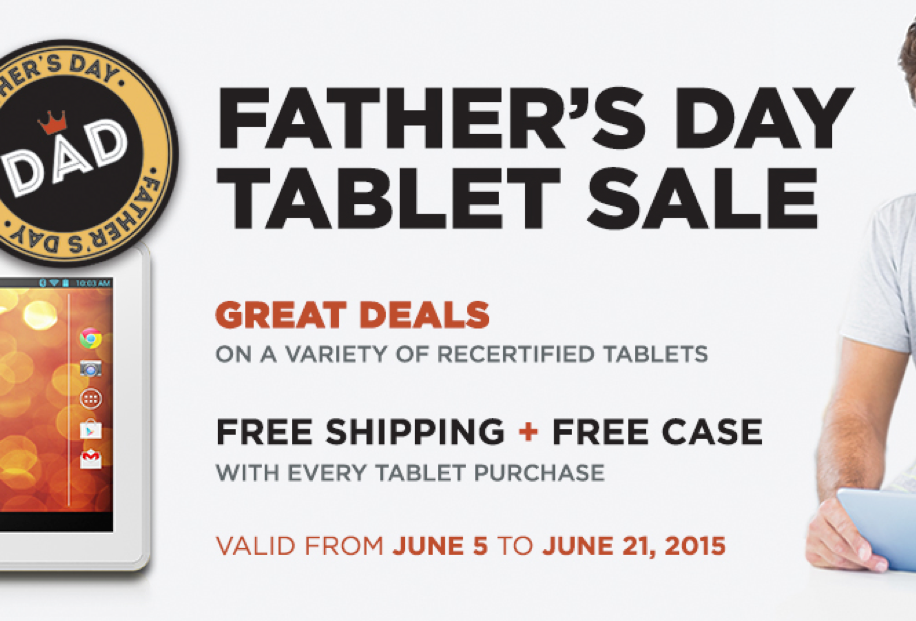 HER'S DAY •
DAD
• FATHER'S DAY •
10:03 AM
FATHER’S DAY
TABLET SALE
GREAT DEALS
ON A VARIETY OF RECERTIFIED TABLETS
FREE SHIPPING + FREE CASE
WITH EVERY TABLET PURCHASE
VALID FROM JUNE 5 TO JUNE 21, 2015